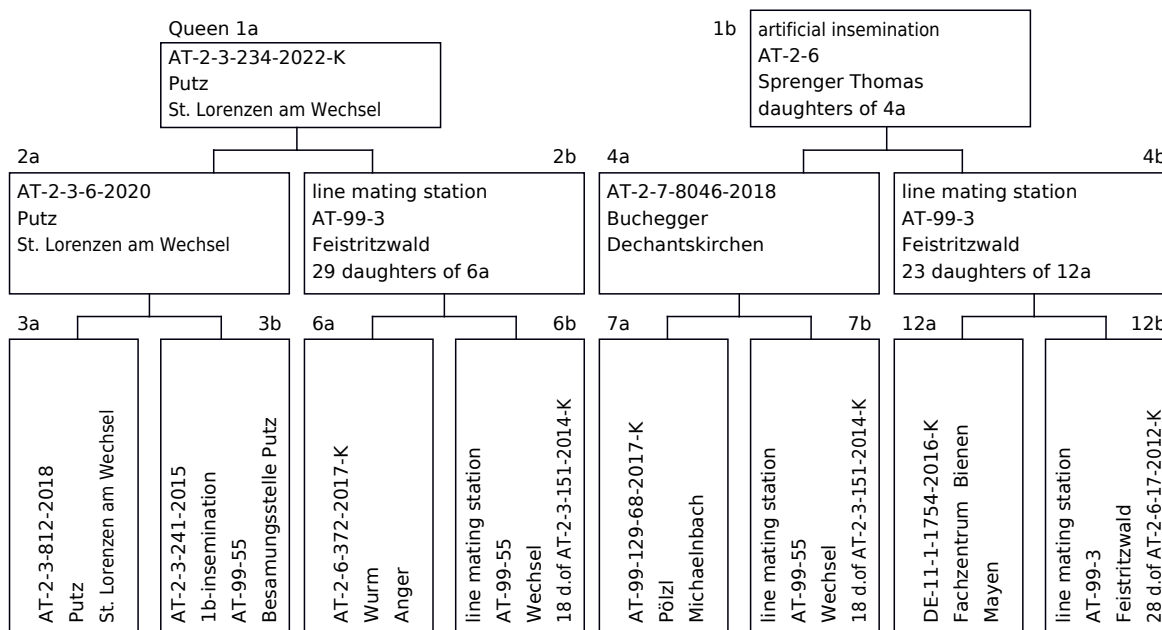 Queen 1a
AT-2-3-234-2022-K
Putz
St. Lorenzen am Wechsel
1b
artificial insemination
AT-2-6
Sprenger Thomas
daughters of 4a
2a
AT-2-3-6-2020
Putz
St. Lorenzen am Wechsel
2b
line mating station
AT-99-3
Feistritzwald
29 daughters of 6a
4a
AT-2-7-8046-2018
Buchegger
Dechantskirchen
4b
line mating station
AT-99-3
Feistritzwald
23 daughters of 12a
3a
AT-2-3-812-2018
Putz
St. Lorenzen am Wechsel
3b
AT-2-3-241-2015
1b-insemination
AT-99-55
Besamungsstelle Putz
6a
AT-2-6-372-2017-K
Wurm
Anger
6b
line mating station
AT-99-55
Wechsel
18 d.of AT-2-3-151-2014-K
7a
AT-99-129-68-2017-K
Pölzl
Michaelnbach
7b
line mating station
AT-99-55
Wechsel
18 d.of AT-2-3-151-2014-K
12a
DE-11-1-1754-2016-K
Fachzentrum Bienen
Mayen
12b
line mating station
AT-99-3
Feistritzwald
28 d.of AT-2-6-17-2012-K